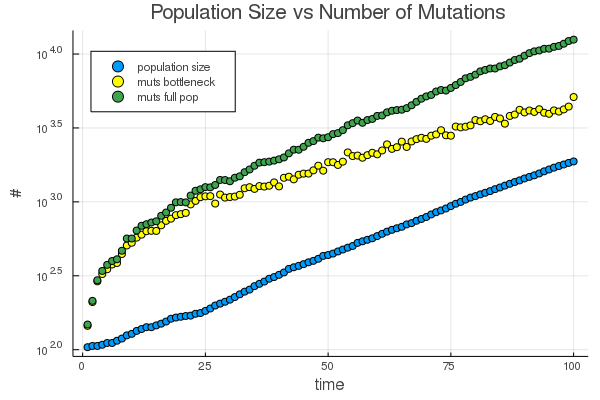 Population Size vs Number of Mutations
10^4.0
10^3.5
10^3.0
10^2.5
10^2.0
#
population size
muts bottleneck
muts full pop
0 25 50 75 100
time